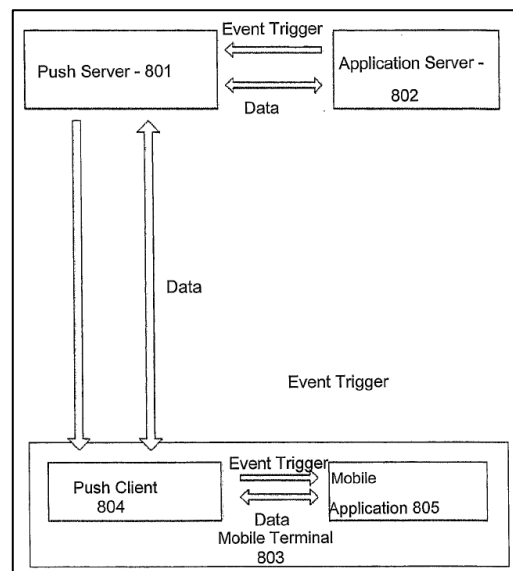 Event Trigger
Push Server - 801
Application Server -
802
Data
Data
Event Trigger
Event Trigger
Push Client
804
Mobile
Application 805
Data
Mobile Terminal
803